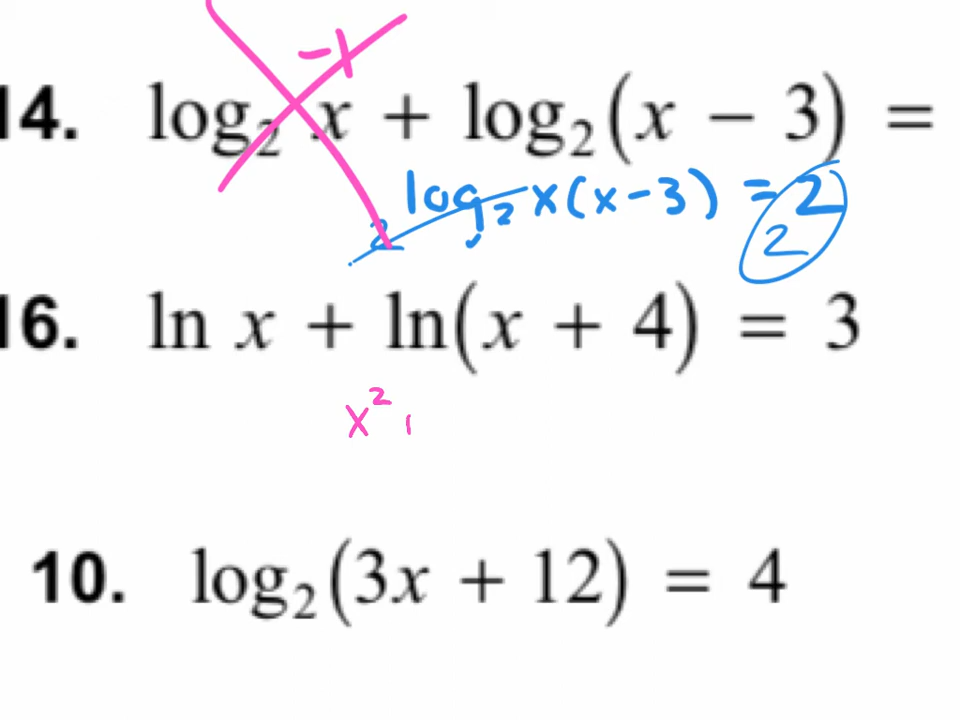 -1
14. log₂ x + log₂(x − 3) =
2 log₂ x(x-3) = 2
2
16. ln x + ln(x + 4) = 3
x²
10. log₂(3x + 12) = 4